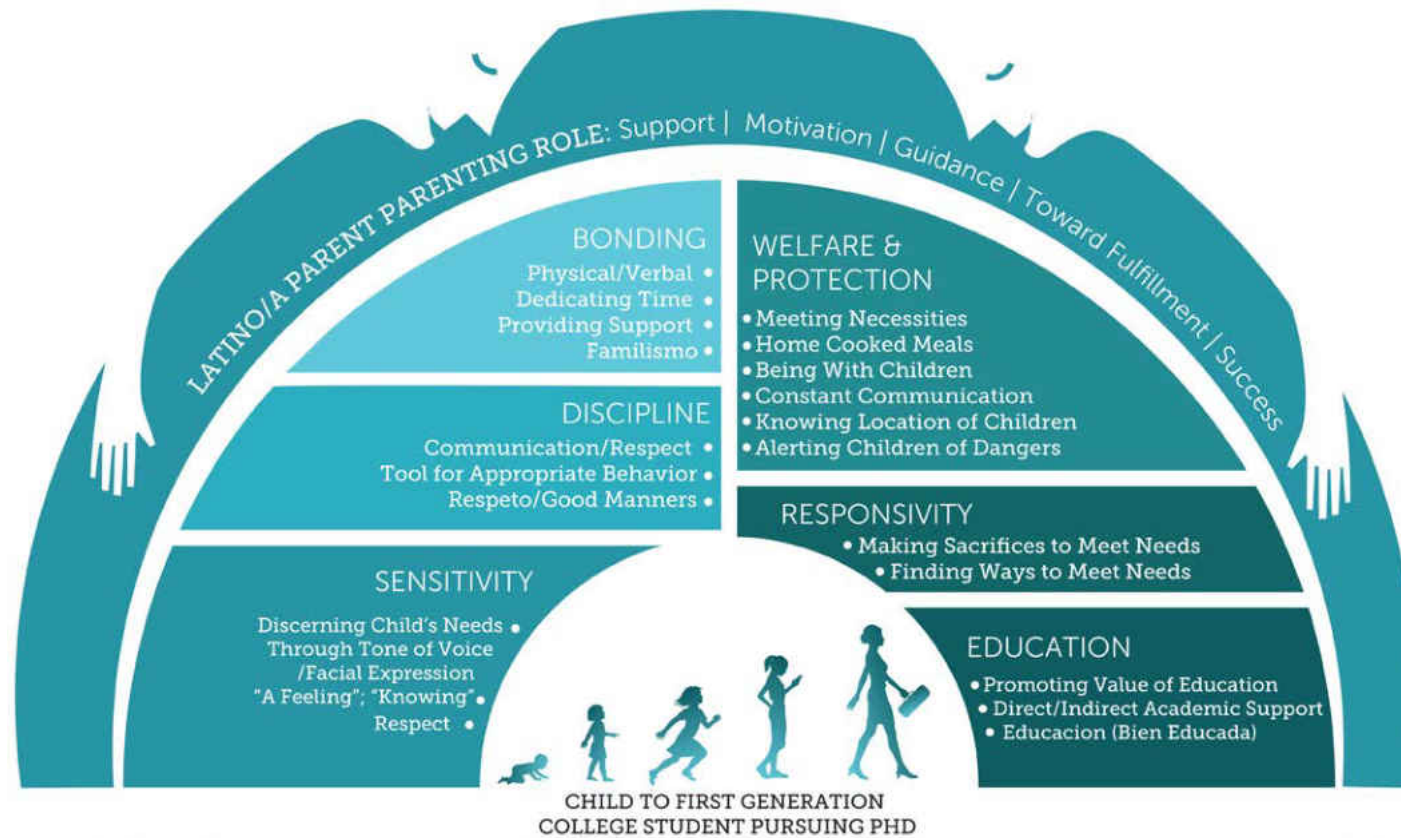 LATINO/A PARENT PARENTING ROLE: Support | Motivation | Guidance | Toward Fulfillment | Success
BONDING
Physical/Verbal •
Dedicating Time •
Providing Support •
Familismo •
DISCIPLINE
Communication/Respect •
Tool for Appropriate Behavior •
Respeto/Good Manners •
SENSITIVITY
Discerning Child's Needs •
Through Tone of Voice
/Facial Expression
"A Feeling"; "Knowing" •
Respect •
WELFARE &
PROTECTION
• Meeting Necessities
• Home Cooked Meals
• Being With Children
• Constant Communication
• Knowing Location of Children
• Alerting Children of Dangers
RESPONSIVITY
• Making Sacrifices to Meet Needs
• Finding Ways to Meet Needs
EDUCATION
• Promoting Value of Education
• Direct/Indirect Academic Support
• Educacion (Bien Educada)
CHILD TO FIRST GENERATION
COLLEGE STUDENT PURSUING PHD